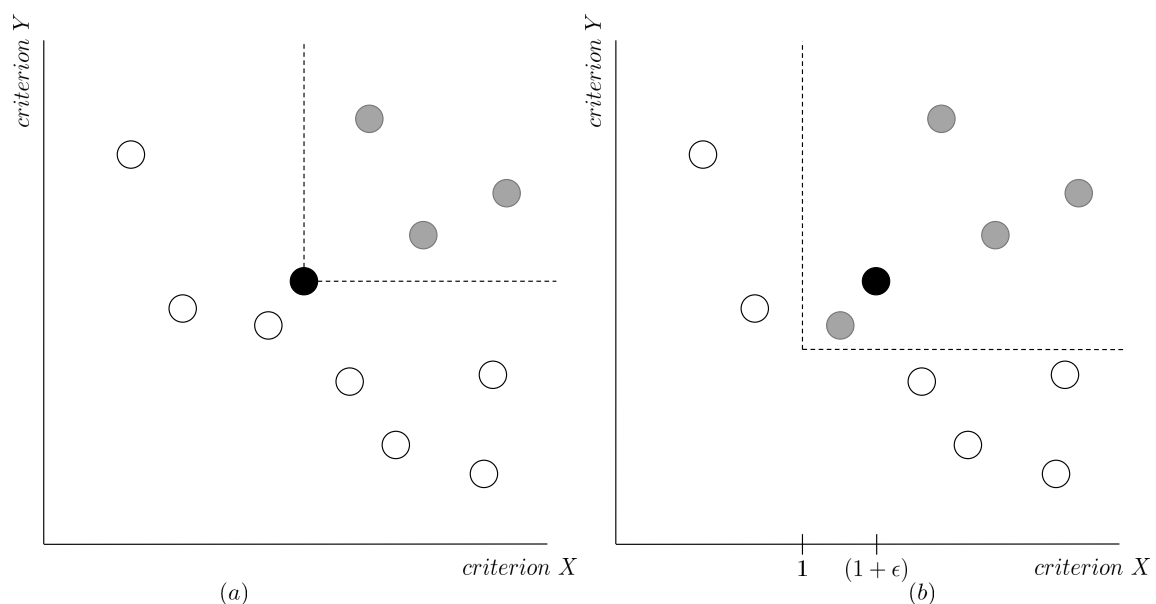 criterion Y
criterion X
(a)
criterion Y
1
(1 + ϵ)
criterion X
(b)